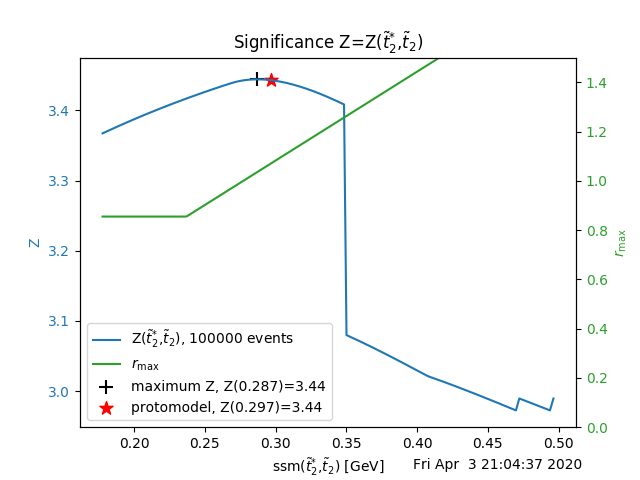 Significance Z=Z(t̃₂*,t̃₂)
3.4
3.3
3.2
3.1
3.0
Z
1.4
1.2
1.0
0.8
0.6
0.4
0.2
0.0
r_max
Z(t̃₂*,t̃₂), 100000 events
r_max
maximum Z, Z(0.287)=3.44
protomodel, Z(0.297)=3.44
0.20 0.25 0.30 0.35 0.40 0.45 0.50
ssm(t̃₂*,t̃₂) [GeV]
Fri Apr 3 21:04:37 2020